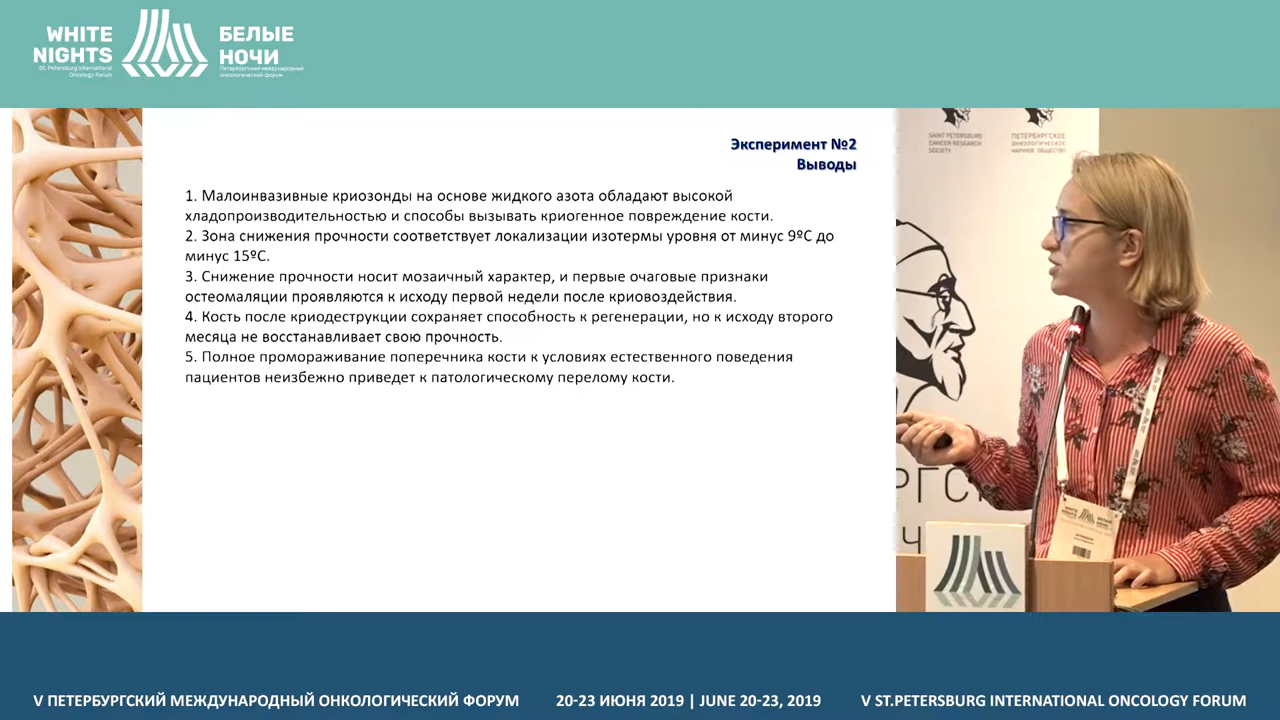 WHITE
NIGHTS
St. Petersburg International
Oncology Forum
БЕЛЫЕ
НОЧИ
Петербургский международный
онкологический форум
Эксперимент №2
Выводы
1. Малоинвазивные криозонды на основе жидкого азота обладают высокой
хладопроизводительностью и способы вызывать криогенное повреждение кости.
2. Зона снижения прочности соответствует локализации изотермы уровня от минус 9ºС до
минус 15ºС.
3. Снижение прочности носит мозаичный характер, и первые очаговые признаки
остеомаляции проявляются к исходу первой недели после криовоздействия.
4. Кость после криодеструкции сохраняет способность к регенерации, но к исходу второго
месяца не восстанавливает свою прочность.
5. Полное промораживание поперечника кости к условиях естественного поведения
пациентов неизбежно приведет к патологическому перелому кости.
SAINT PETERSBURG
CANCER RESEARCH
SOCIETY
ПЕТЕРБУРГСКОЕ
ОНКОЛОГИЧЕСКОЕ
НАУЧНОЕ ОБЩЕСТВО
РГС
Ч
WHITE
NIGHTS
БЕЛЫЕ
НОЧИ
V ПЕТЕРБУРГСКИЙ МЕЖДУНАРОДНЫЙ ОНКОЛОГИЧЕСКИЙ ФОРУМ
20-23 ИЮНЯ 2019 | JUNE 20-23, 2019
V ST.PETERSBURG INTERNATIONAL ONCOLOGY FORUM